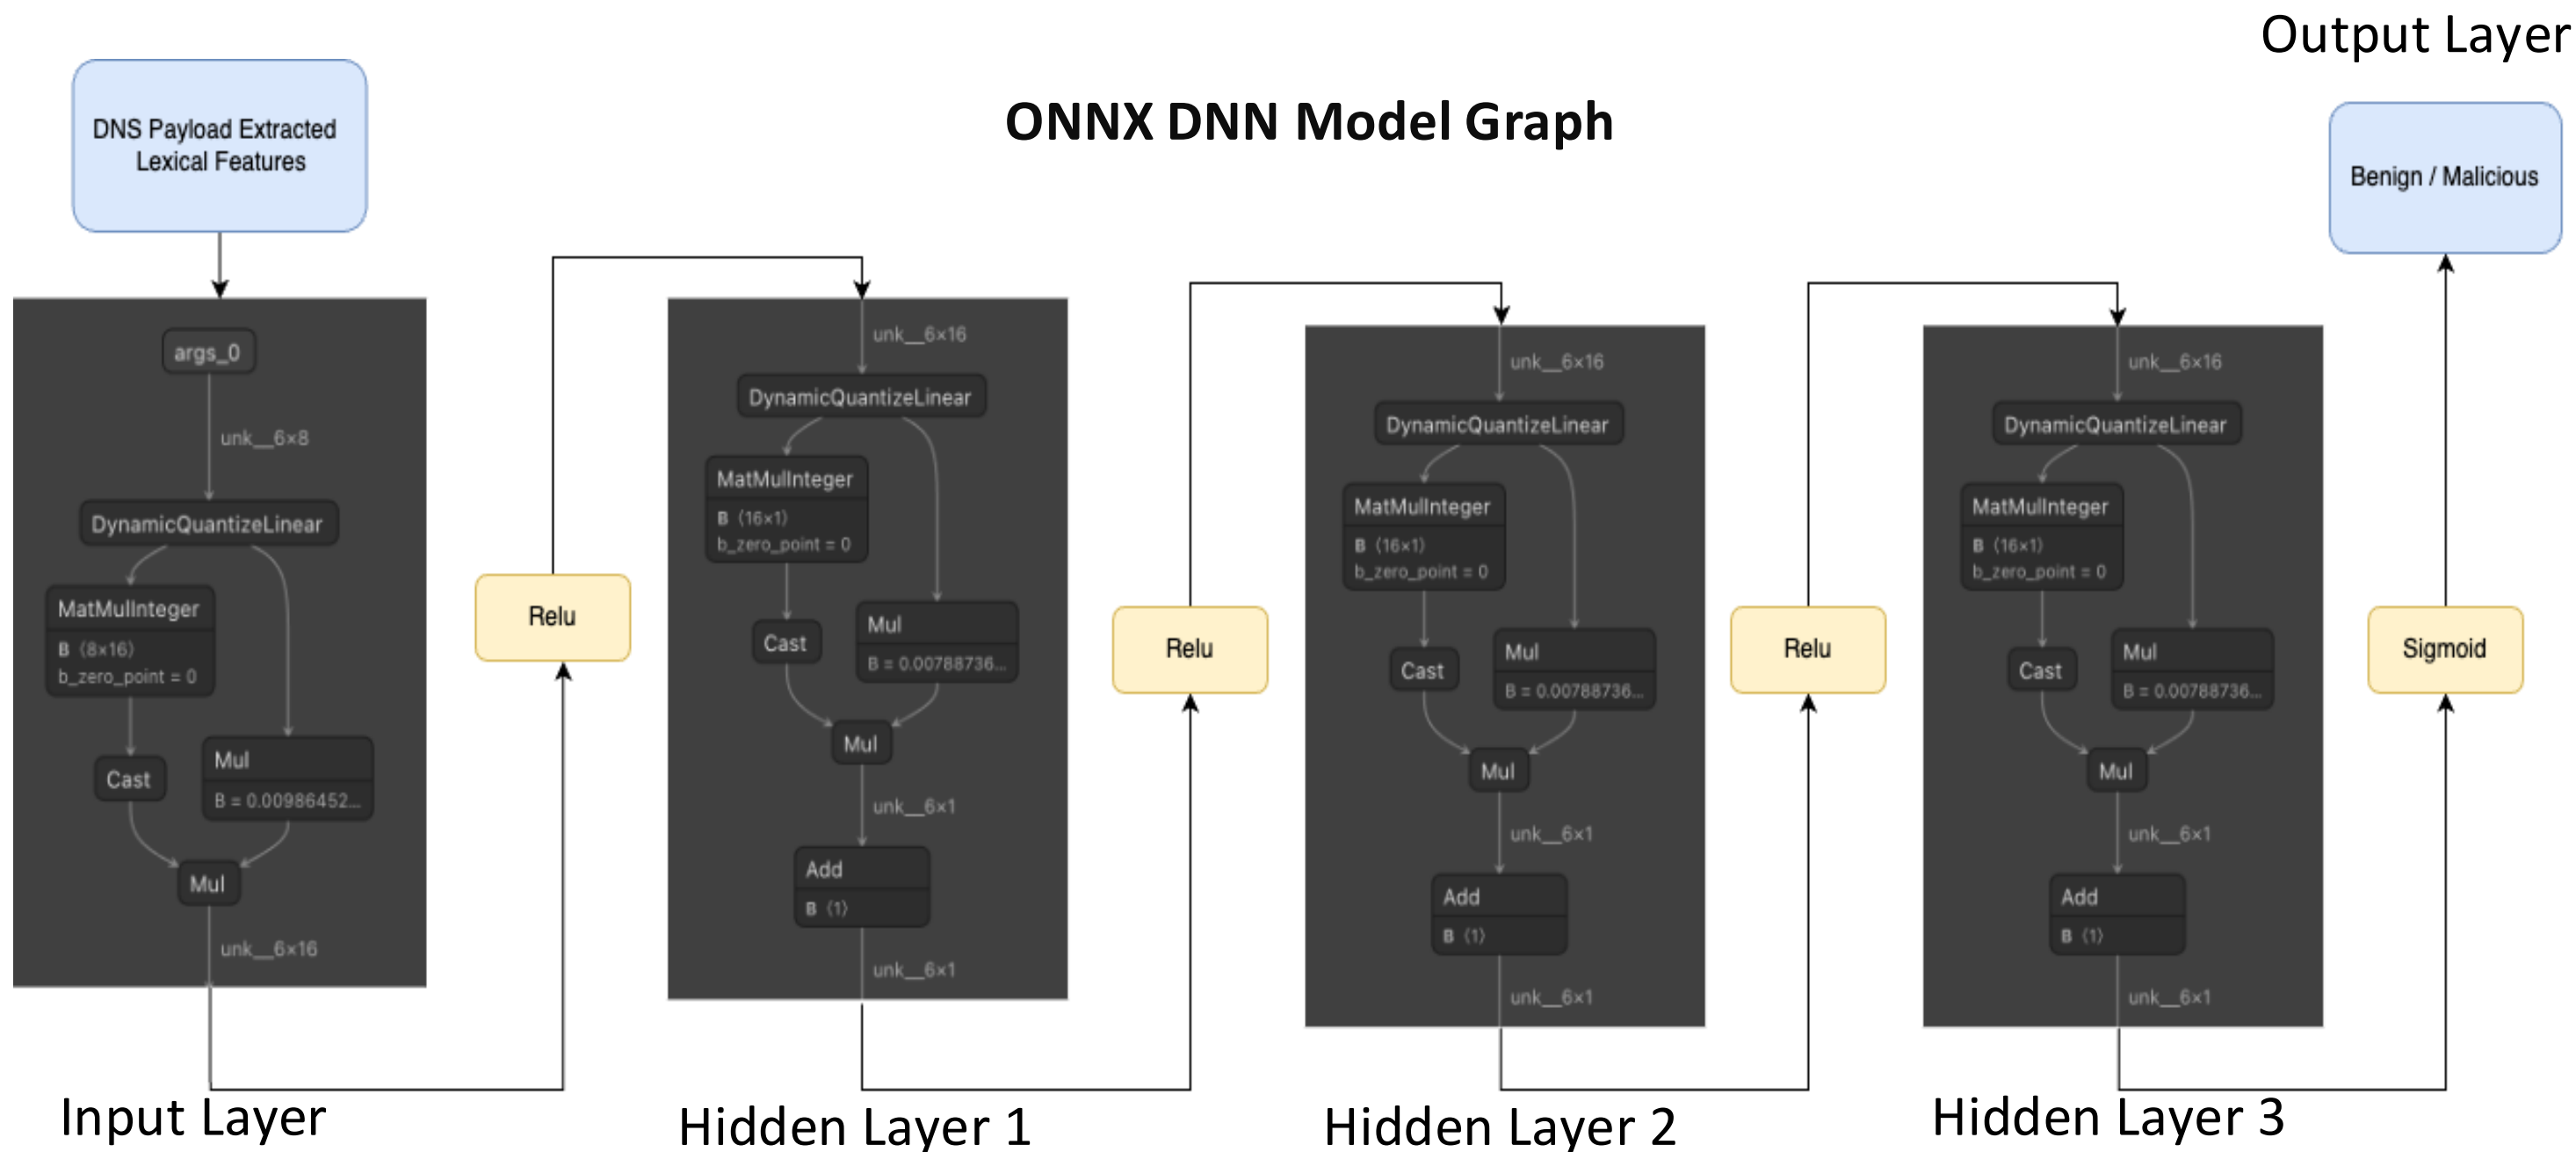 Output Layer
ONNX DNN Model Graph
DNS Payload Extracted
Lexical Features
Benign / Malicious
args_0
unk__6×8
DynamicQuantizeLinear
MatMulInteger
B ⟨8×16⟩
b_zero_point = 0
Cast
Mul
B = 0.00986452...
Mul
unk__6×16
Input Layer
Relu
unk__6×16
DynamicQuantizeLinear
MatMulInteger
B ⟨16×1⟩
b_zero_point = 0
Cast
Mul
B = 0.00788736...
Mul
unk__6×1
Add
B ⟨1⟩
unk__6×1
Hidden Layer 1
Relu
unk__6×16
DynamicQuantizeLinear
MatMulInteger
B ⟨16×1⟩
b_zero_point = 0
Cast
Mul
B = 0.00788736...
Mul
unk__6×1
Add
B ⟨1⟩
unk__6×1
Hidden Layer 2
Relu
unk__6×16
DynamicQuantizeLinear
MatMulInteger
B ⟨16×1⟩
b_zero_point = 0
Cast
Mul
B = 0.00788736...
Mul
unk__6×1
Add
B ⟨1⟩
unk__6×1
Hidden Layer 3
Sigmoid